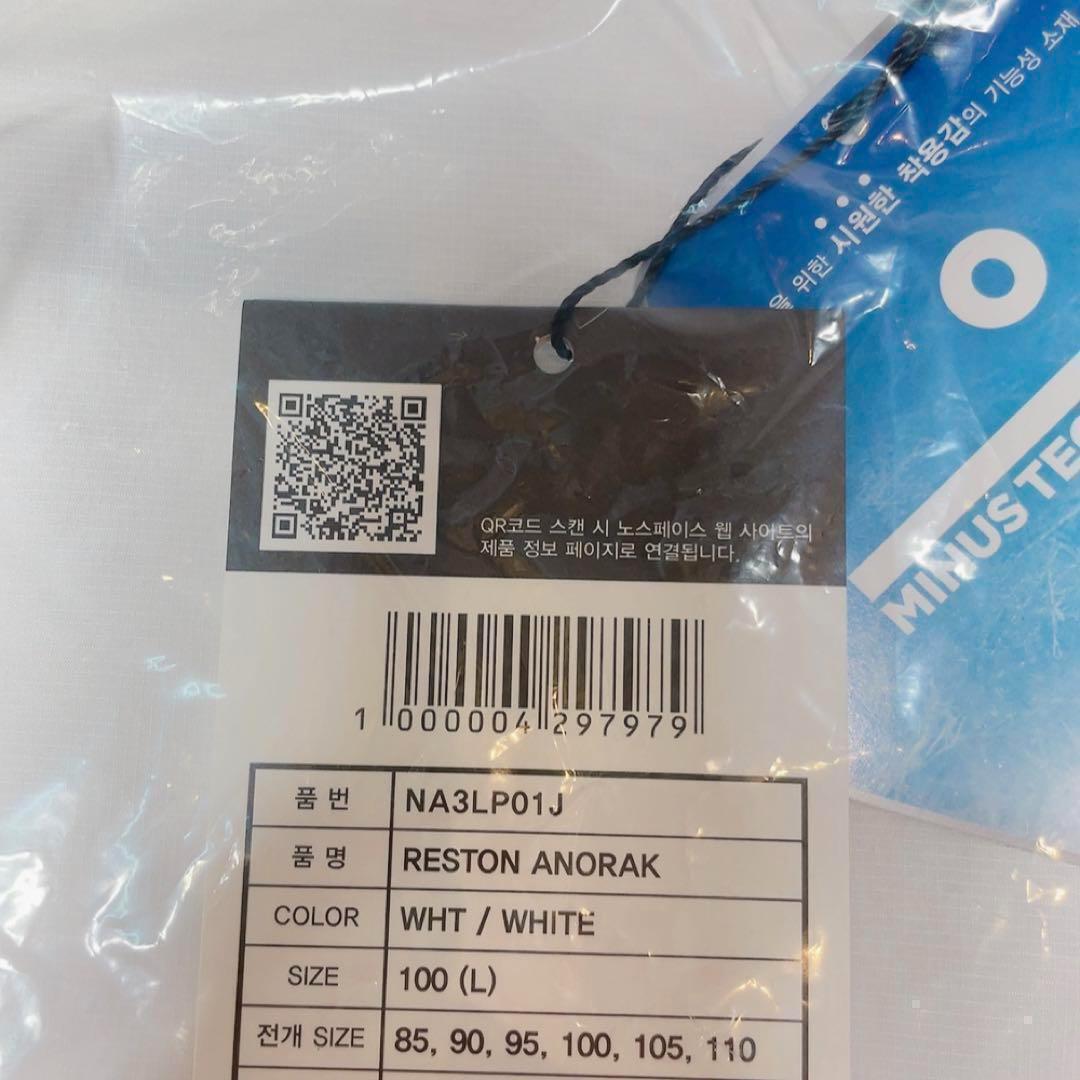 을 위한 시원한 착용감의 기능성 소재
MINUS TEC
QR코드 스캔 시 노스페이스 웹 사이트의
제품 정보 페이지로 연결됩니다.
1 000004 297979
품 번 NA3LP01J
품 명 RESTON ANORAK
COLOR WHT / WHITE
SIZE 100 (L)
전개 SIZE 85, 90, 95, 100, 105, 110